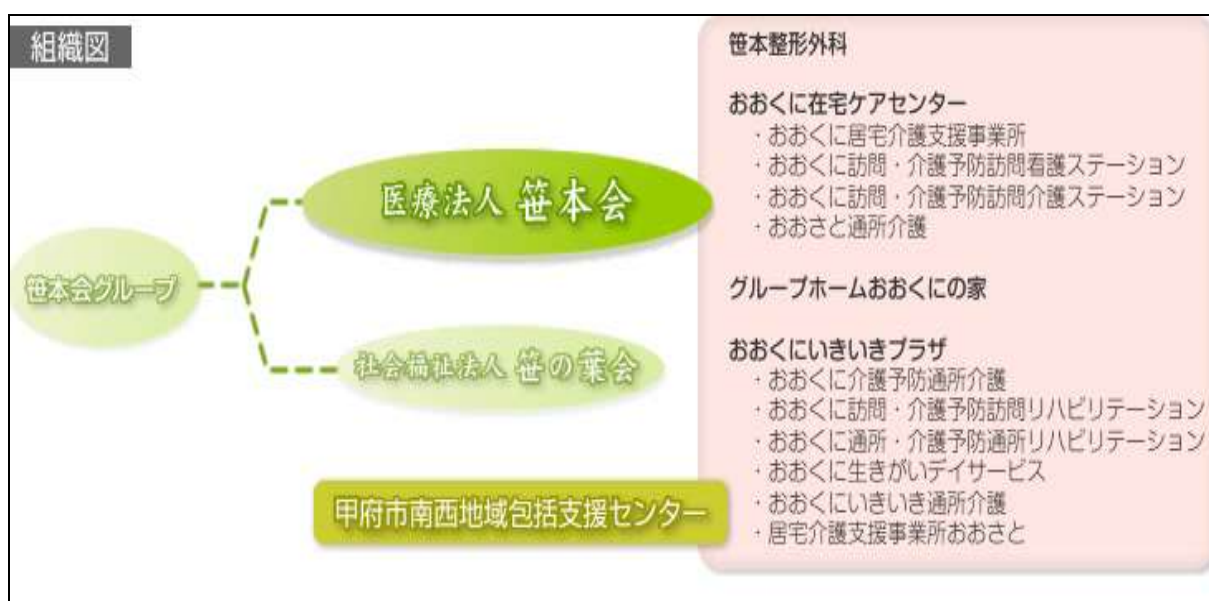 組織図
笹本会グループ
医療法人 笹本会
社会福祉法人 笹の葉会
甲府市南西地域包括支援センター
笹本整形外科
おおくに在宅ケアセンター
・おおくに居宅介護支援事業所
・おおくに訪問・介護予防訪問看護ステーション
・おおくに訪問・介護予防訪問介護ステーション
・おおさと通所介護
グループホームおおくにの家
おおくにいきいきプラザ
・おおくに介護予防通所介護
・おおくに訪問・介護予防訪問リハビリテーション
・おおくに通所・介護予防通所リハビリテーション
・おおくに生きがいデイサービス
・おおくにいきいき通所介護
・居宅介護支援事業所おおさと